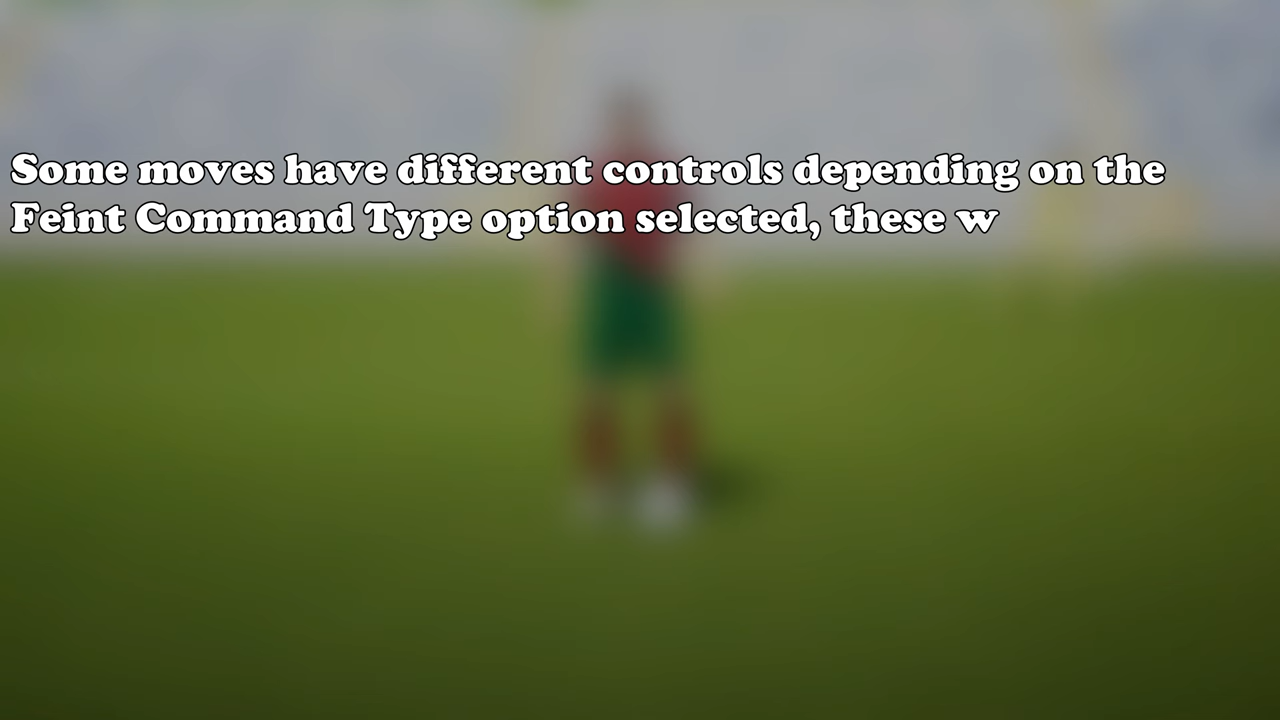 Some moves have different controls depending on the
Feint Command Type option selected, these w